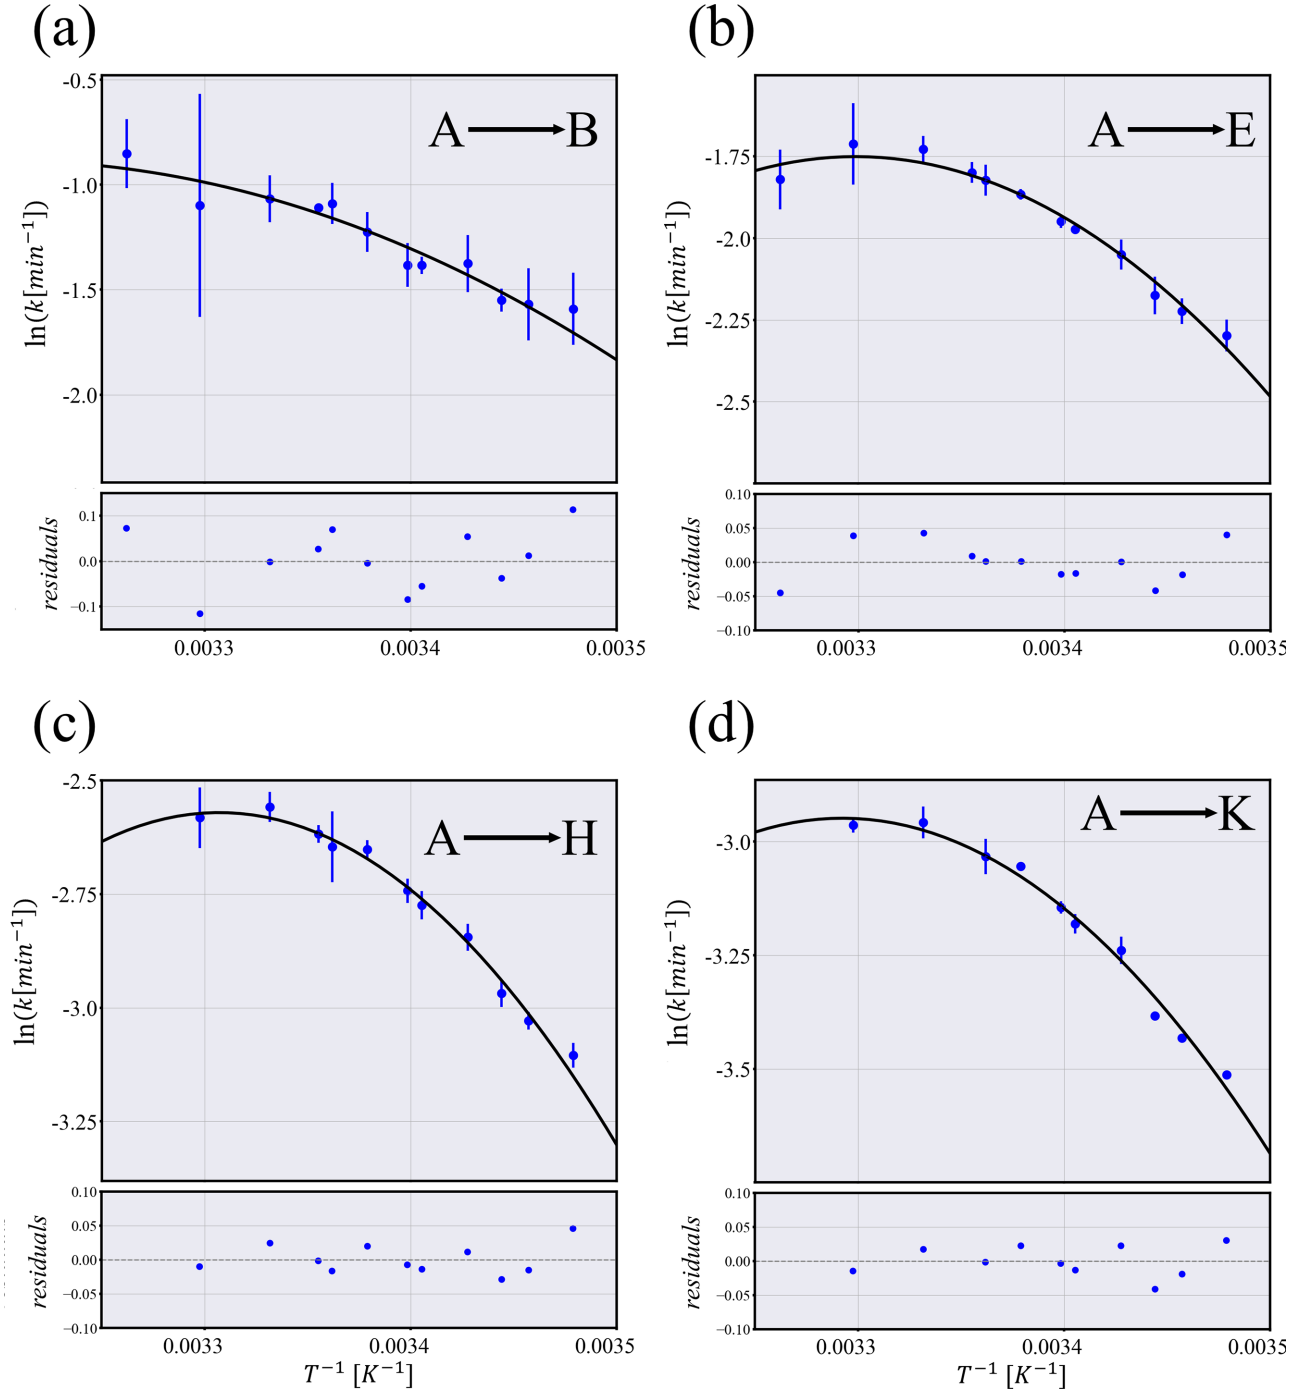 (a)
A B
-0.5
-1.0
-1.5
-2.0
ln(k[min⁻¹])
0.1
0.0
−0.1
residuals
0.0033 0.0034 0.0035
(b)
A E
-1.75
-2.0
-2.25
-2.5
ln(k[min⁻¹])
0.10
0.05
0.00
−0.05
−0.10
residuals
0.0033 0.0034 0.0035
(c)
A H
-2.5
-2.75
-3.0
-3.25
ln(k[min⁻¹])
0.10
0.05
0.00
−0.05
−0.10
residuals
0.0033 0.0034 0.0035
T⁻¹ [K⁻¹]
(d)
A K
-3.0
-3.25
-3.5
ln(k[min⁻¹])
0.10
0.05
0.00
−0.05
−0.10
residuals
0.0033 0.0034 0.0035
T⁻¹ [K⁻¹]